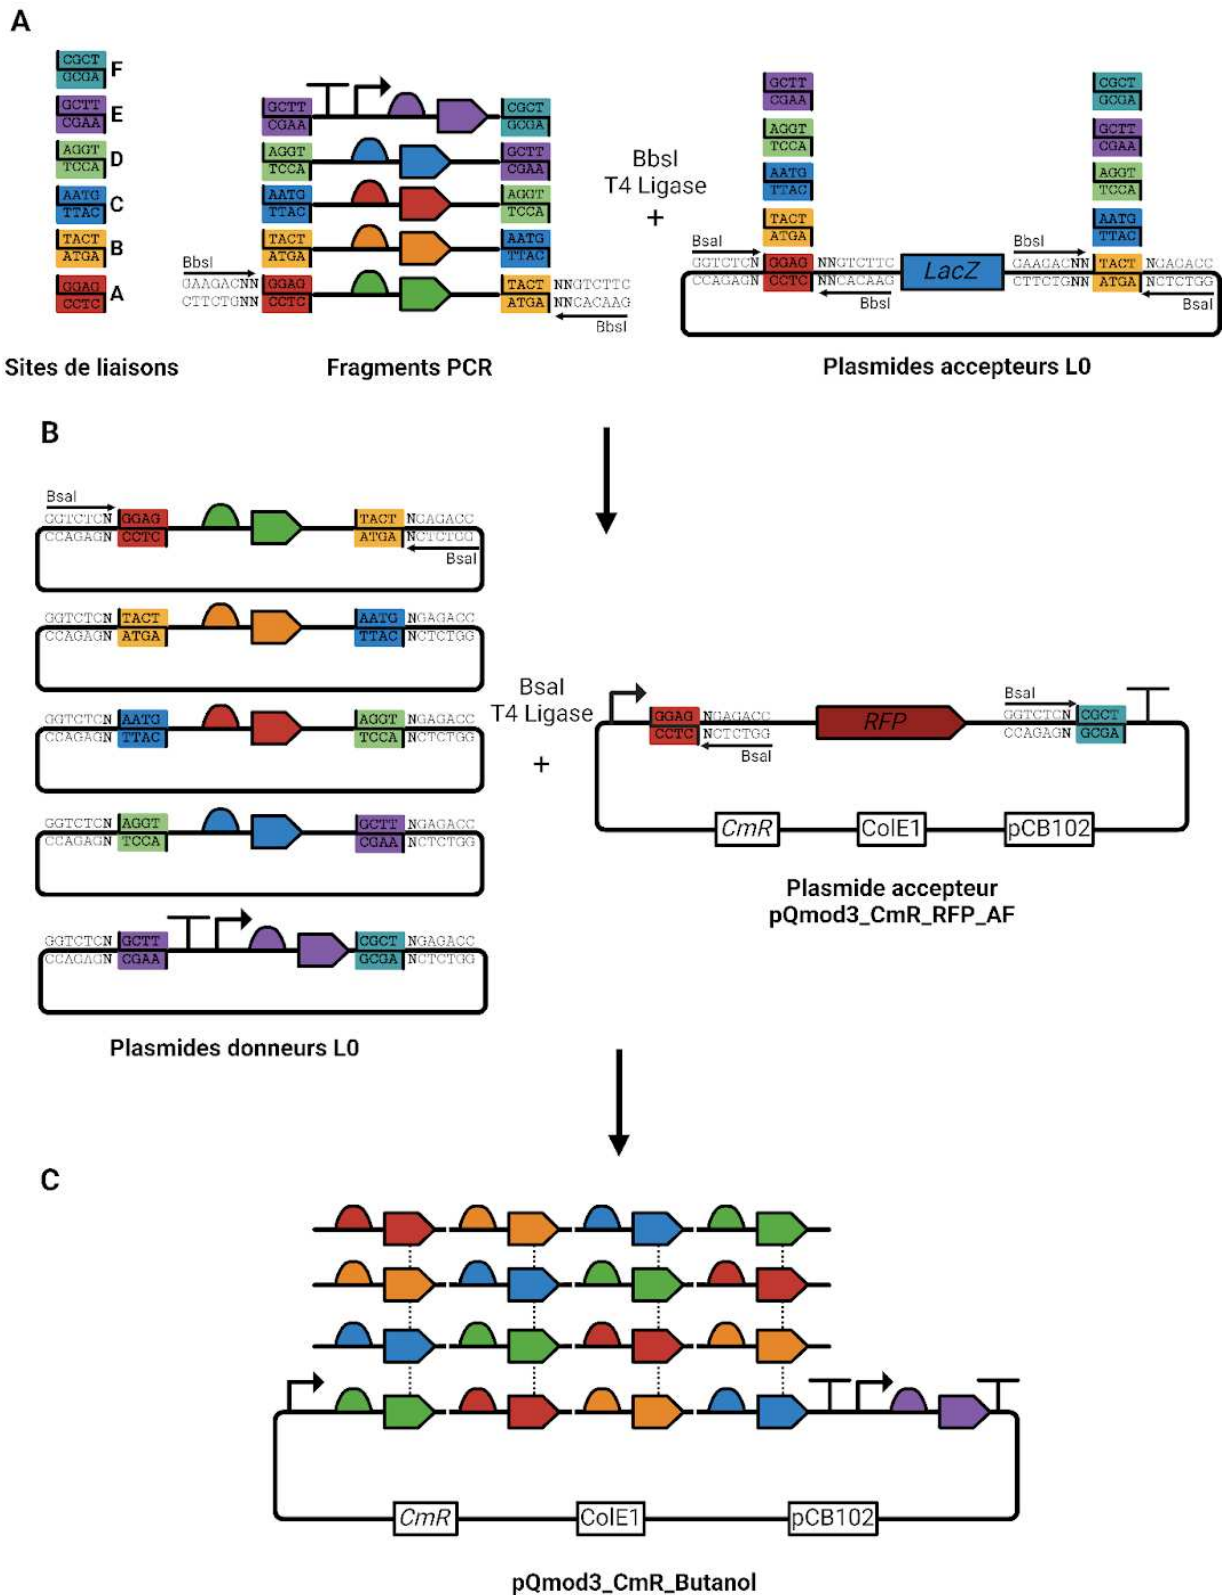 A
CGCT
GCGA
F
GCTT
CGAA
E
AGGT
TCCA
D
AATG
TTAC
C
TACT
ATGA
B
GGAG
CCTC
A
Sites de liaisons
GCTT
CGAA
CGCT
GCGA
AGGT
TCCA
GCTT
CGAA
AATG
TTAC
AGGT
TCCA
TACT
ATGA
AATG
TTAC
BbsI
GAAGACNN GGAG TACT NNGTCTTC
CTTCTGNN CCTC ATGA NNCACAAG
BbsI
Fragments PCR
BbsI
T4 Ligase
+
GCTT
CGAA
CGCT
GCGA
AGGT
TCCA
GCTT
CGAA
AATG
TTAC
AGGT
TCCA
TACT
ATGA
AATG
TTAC
BsaI BbsI
GGTCTCN GGAG NNGTCTTC LacZ GAAGACNN TACT NGAGACC
CCAGAGN CCTC NNCACAAG CTTCTGNN ATGA NCTCTGG
BbsI BsaI
Plasmides accepteurs L0
B
BsaI
GGTCTCN GGAG TACT NGAGACC
CCAGAGN CCTC ATGA NCTCTGG
BsaI
GGTCTCN TACT AATG NGAGACC
CCAGAGN ATGA TTAC NCTCTGG
GGTCTCN AATG AGGT NGAGACC
CCAGAGN TTAC TCCA NCTCTGG
GGTCTCN AGGT GCTT NGAGACC
CCAGAGN TCCA CGAA NCTCTGG
GGTCTCN GCTT CGCT NGAGACC
CCAGAGN CGAA GCGA NCTCTGG
Plasmides donneurs L0
BsaI
T4 Ligase
+
BsaI
GGAG NGAGACC RFP GGTCTCN CGCT
CCTC NCTCTGG CCAGAGN GCGA
BsaI
CmR ColE1 pCB102
Plasmide accepteur
pQmod3_CmR_RFP_AF
C
CmR ColE1 pCB102
pQmod3_CmR_Butanol